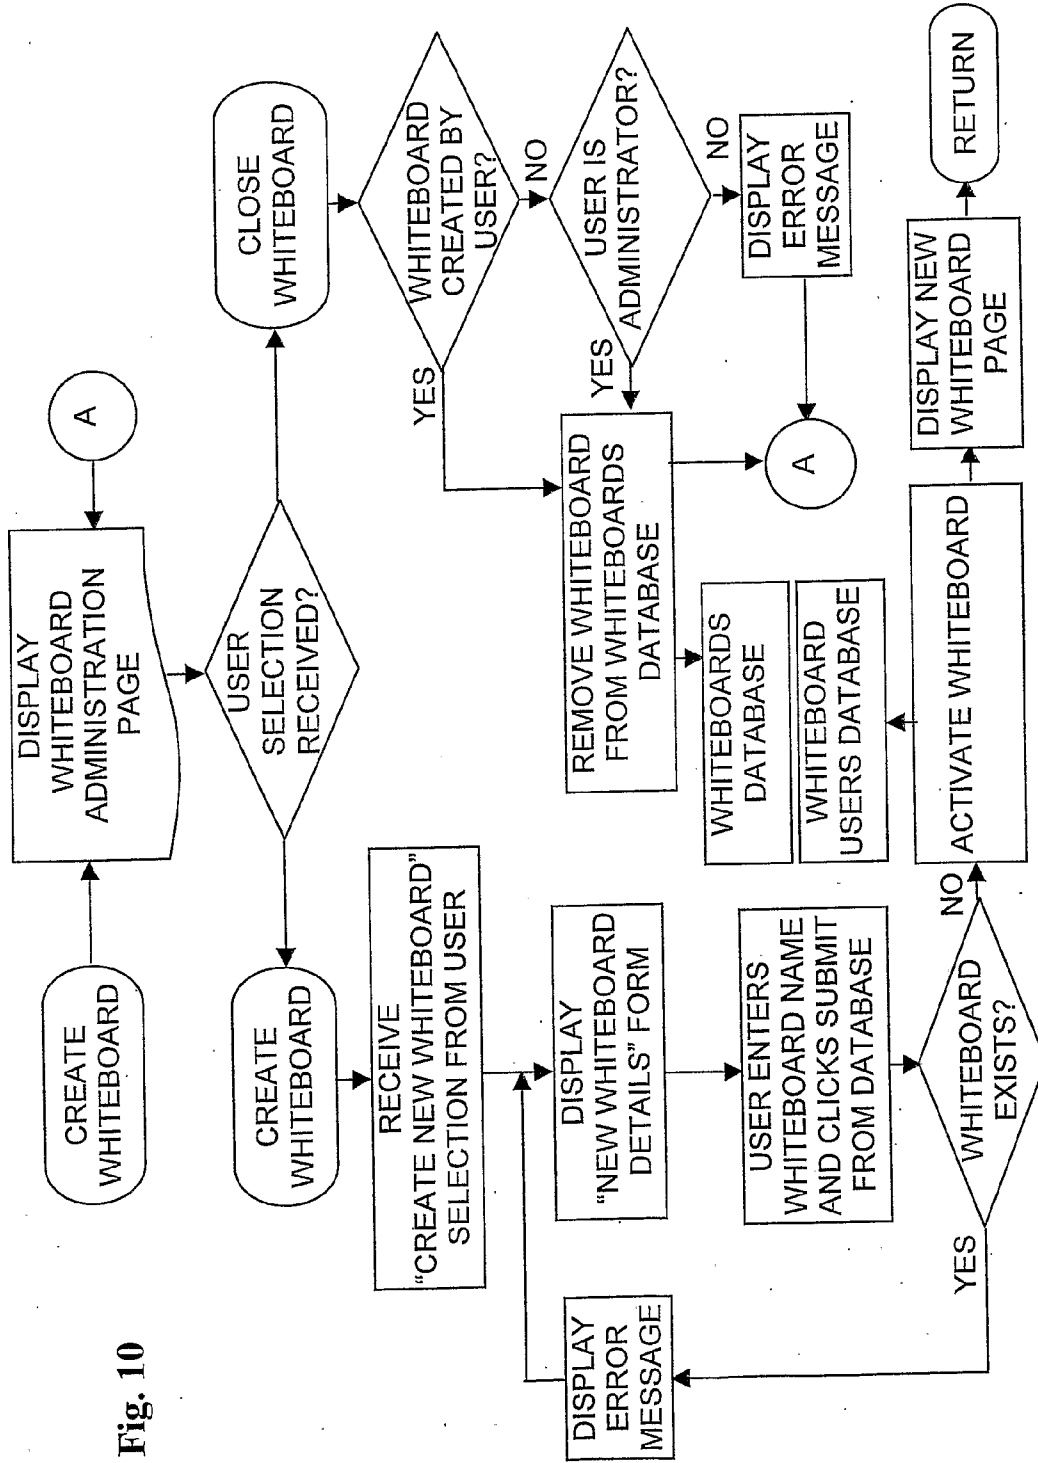 Fig. 10
CREATE
WHITEBOARD
DISPLAY
WHITEBOARD
ADMINISTRATION
PAGE
A
USER
SELECTION
RECEIVED?
CREATE
WHITEBOARD
CLOSE
WHITEBOARD
RECEIVE
“CREATE NEW WHITEBOARD”
SELECTION FROM USER
DISPLAY
“NEW WHITEBOARD
DETAILS” FORM
DISPLAY
ERROR
MESSAGE
USER ENTERS
WHITEBOARD NAME
AND CLICKS SUBMIT
FROM DATABASE
WHITEBOARD
EXISTS?
YES
NO
ACTIVATE WHITEBOARD
WHITEBOARD
USERS DATABASE
WHITEBOARDS
DATABASE
DISPLAY NEW
WHITEBOARD
PAGE
RETURN
WHITEBOARD
CREATED BY
USER?
YES
NO
USER IS
ADMINISTRATOR?
YES
NO
REMOVE WHITEBOARD
FROM WHITEBOARDS
DATABASE
DISPLAY
ERROR
MESSAGE
A